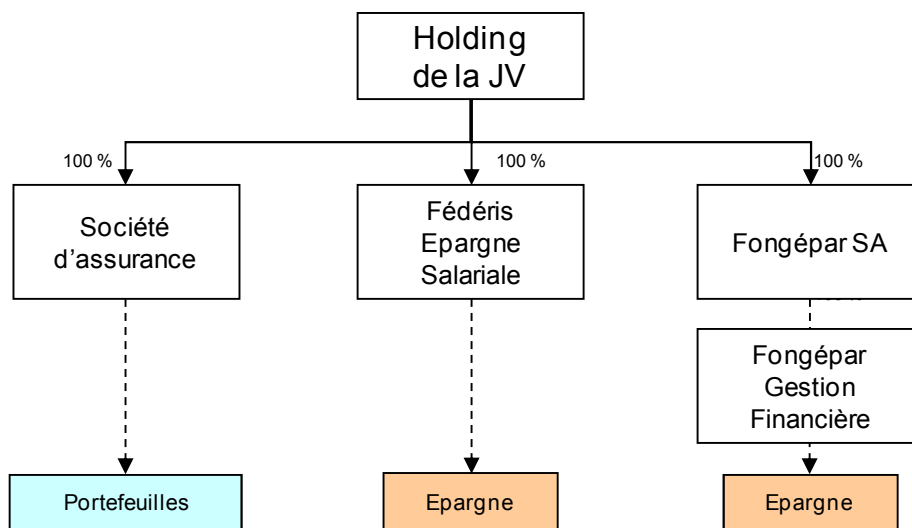 Holding
de la JV
100 %
100 %
100 %
Société
d’assurance
Fédéris
Epargne
Salariale
Fongépar SA
Fongépar
Gestion
Financière
Portefeuilles
Epargne
Epargne